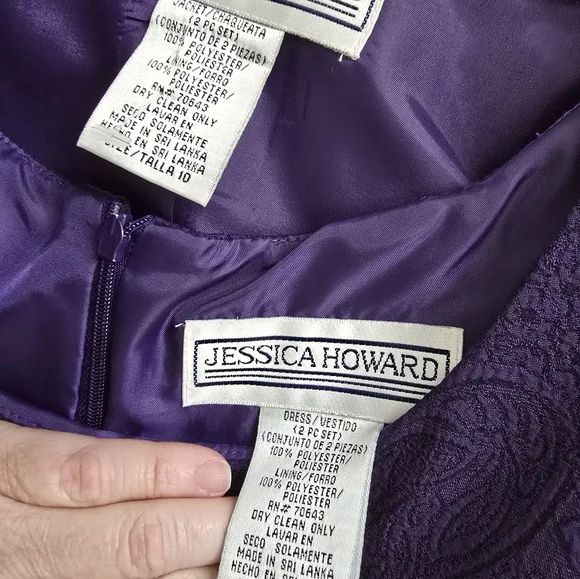 JACKET/CHAQUEATA
(2 PC SET)
(CONJUNTO DE 2 PIEZAS)
100% POLYESTER/
POLIESTER
LINING/FORRO
100% POLYESTER/
POLIESTER
RN# 70643
DRY CLEAN ONLY
LAVAR EN
SECO SOLAMENTE
MADE IN SRI LANKA
HECHO EN SRI LANKA
SIZE/TALLA 10
JESSICA HOWARD
DRESS/VESTIDO
(2 PC SET)
(CONJUNTO DE 2 PIEZAS)
100% POLYESTER/
POLIESTER
LINING/FORRO
100% POLYESTER/
POLIESTER
RN# 70643
DRY CLEAN ONLY
LAVAR EN
SECO SOLAMENTE
MADE IN SRI LANKA
HECHO EN SRI LANKA